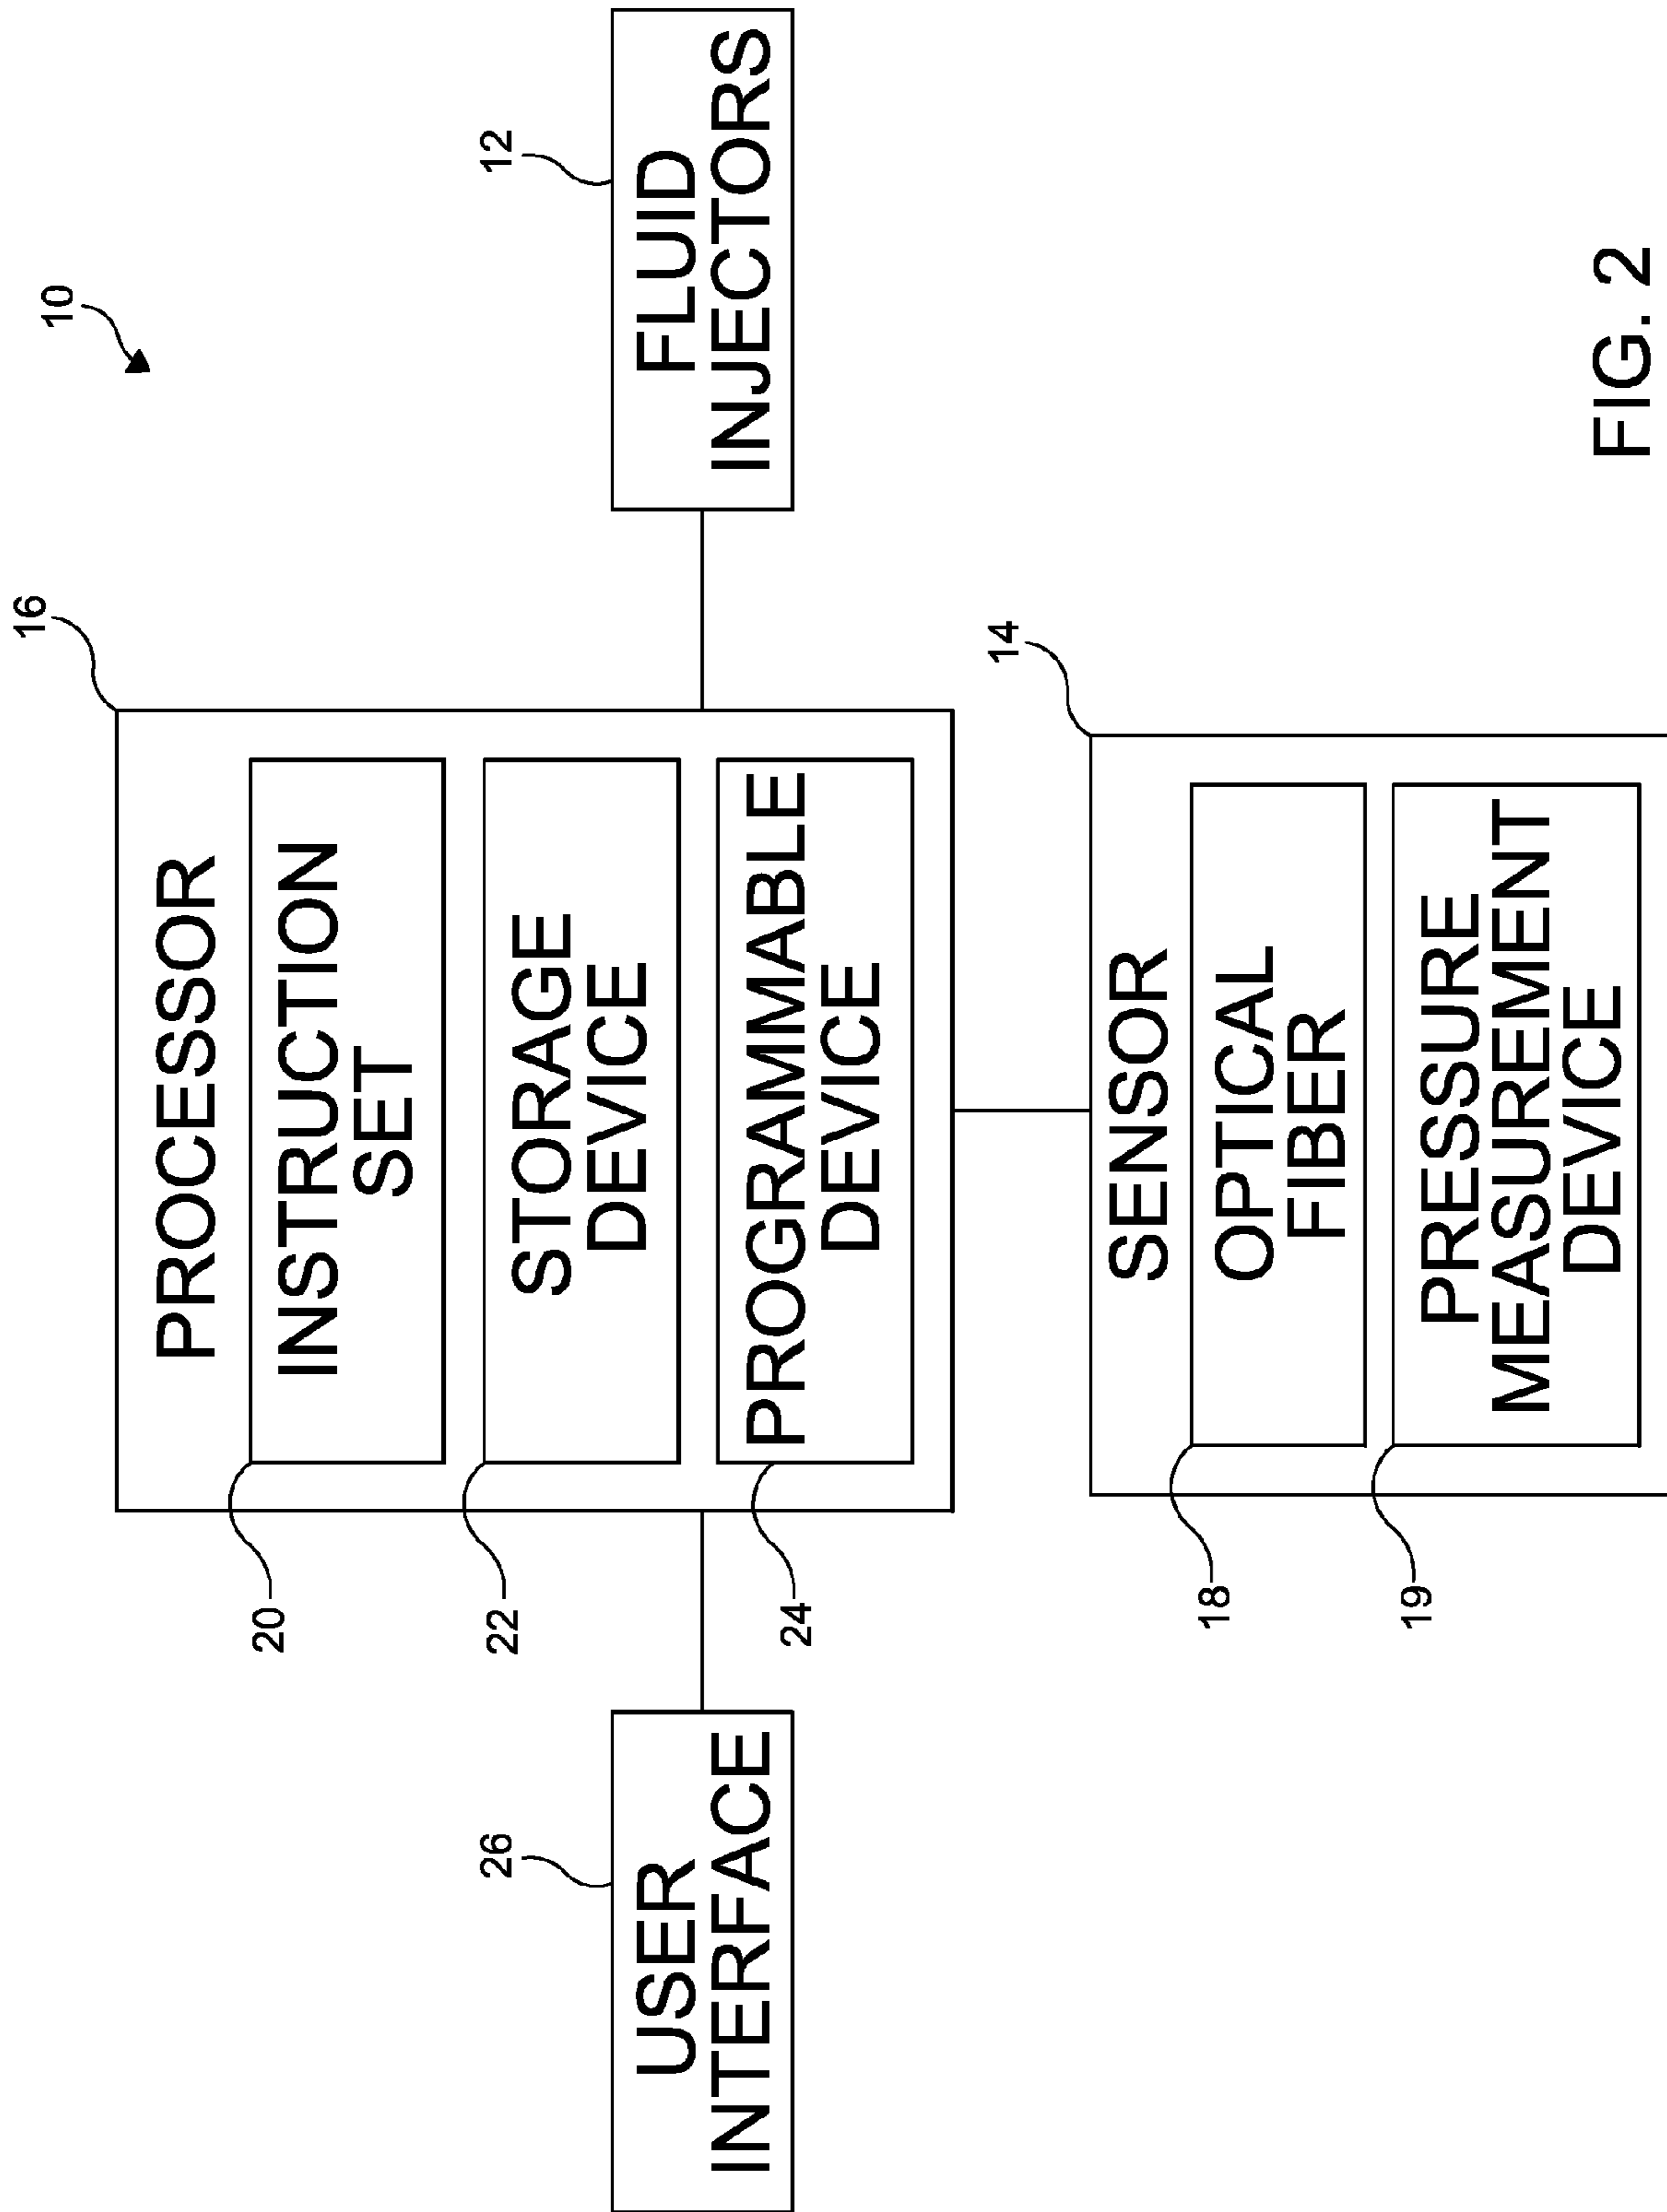 10
16
PROCESSOR
20
INSTRUCTION
SET
22
STORAGE
DEVICE
24
PROGRAMMABLE
DEVICE
26
USER
INTERFACE
12
FLUID
INJECTORS
14
SENSOR
18
OPTICAL
FIBER
19
PRESSURE
MEASUREMENT
DEVICE
FIG. 2